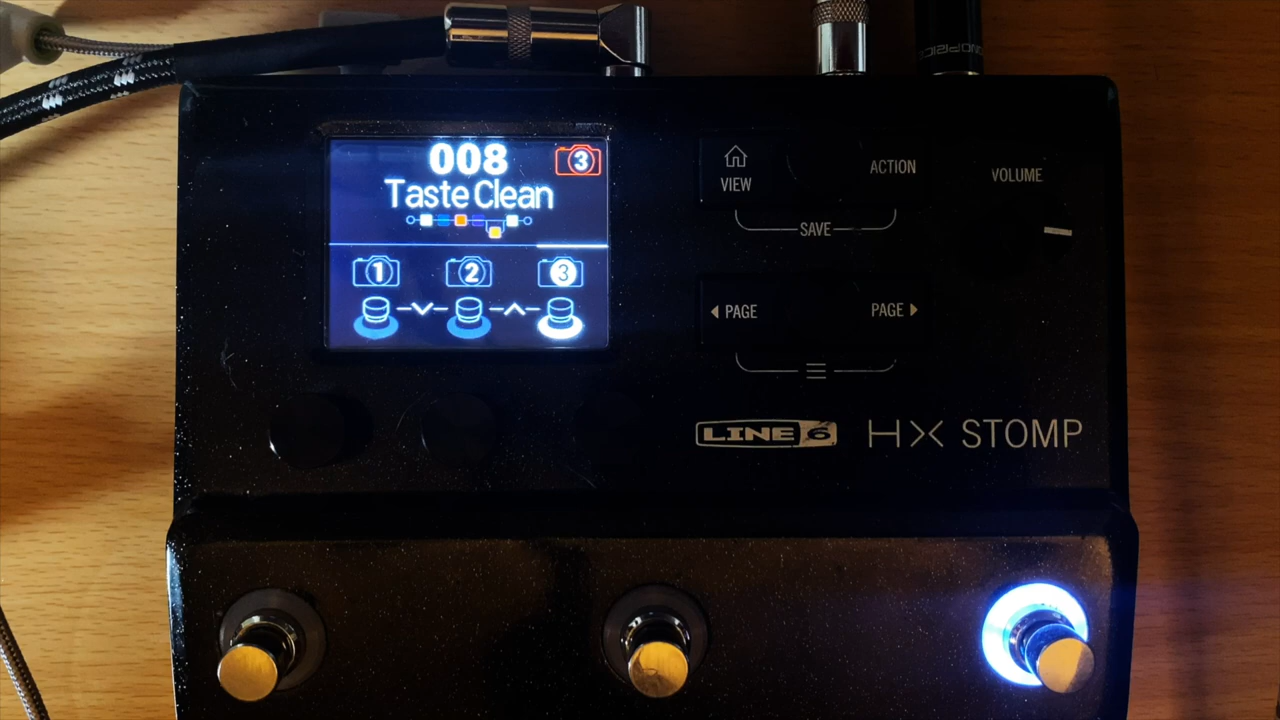 008
3
Taste Clean
1 2 3
VIEW
ACTION
SAVE
VOLUME
PAGE
PAGE
LINE 6
HX STOMP